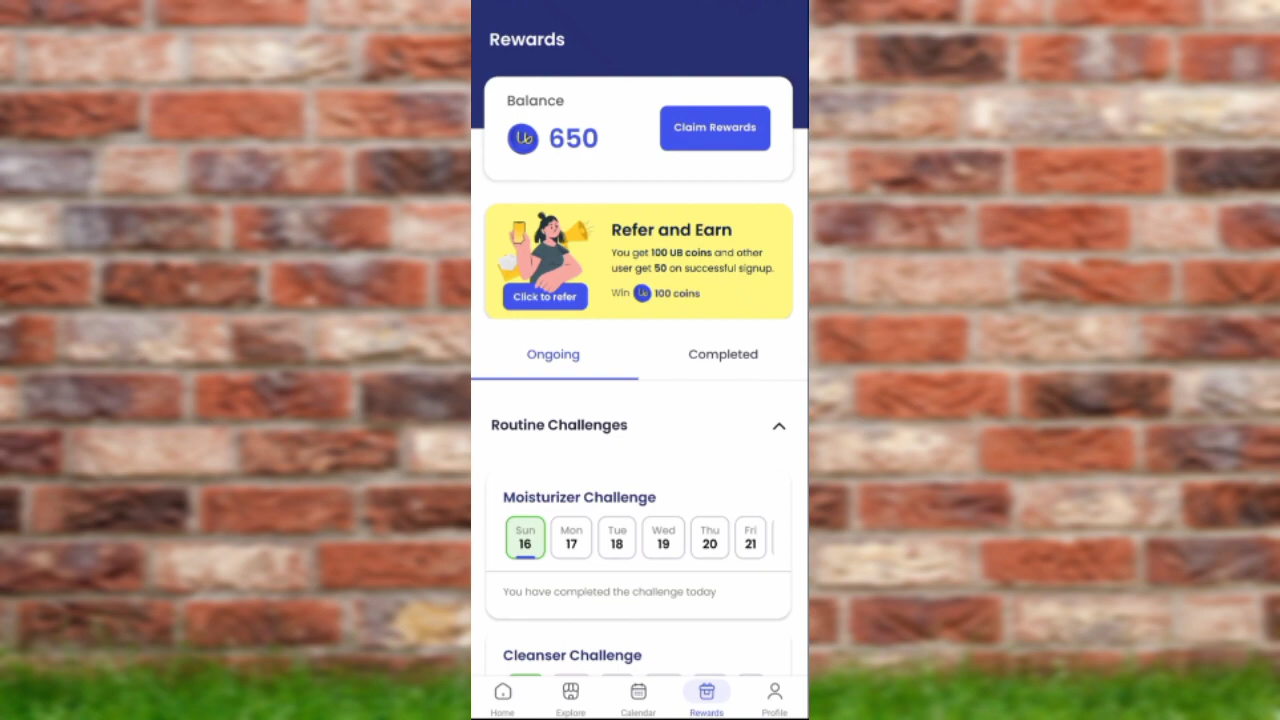 Rewards
Balance
650
Claim Rewards
Refer and Earn
You get 100 UB coins and other
user get 50 on successful signup.
Win Ub 100 coins
Click to refer
Ongoing
Completed
Routine Challenges
Moisturizer Challenge
Sun Mon Tue Wed Thu Fri
16 17 18 19 20 21
You have completed the challenge today
Cleanser Challenge
Home Explore Calendar Rewards Profile